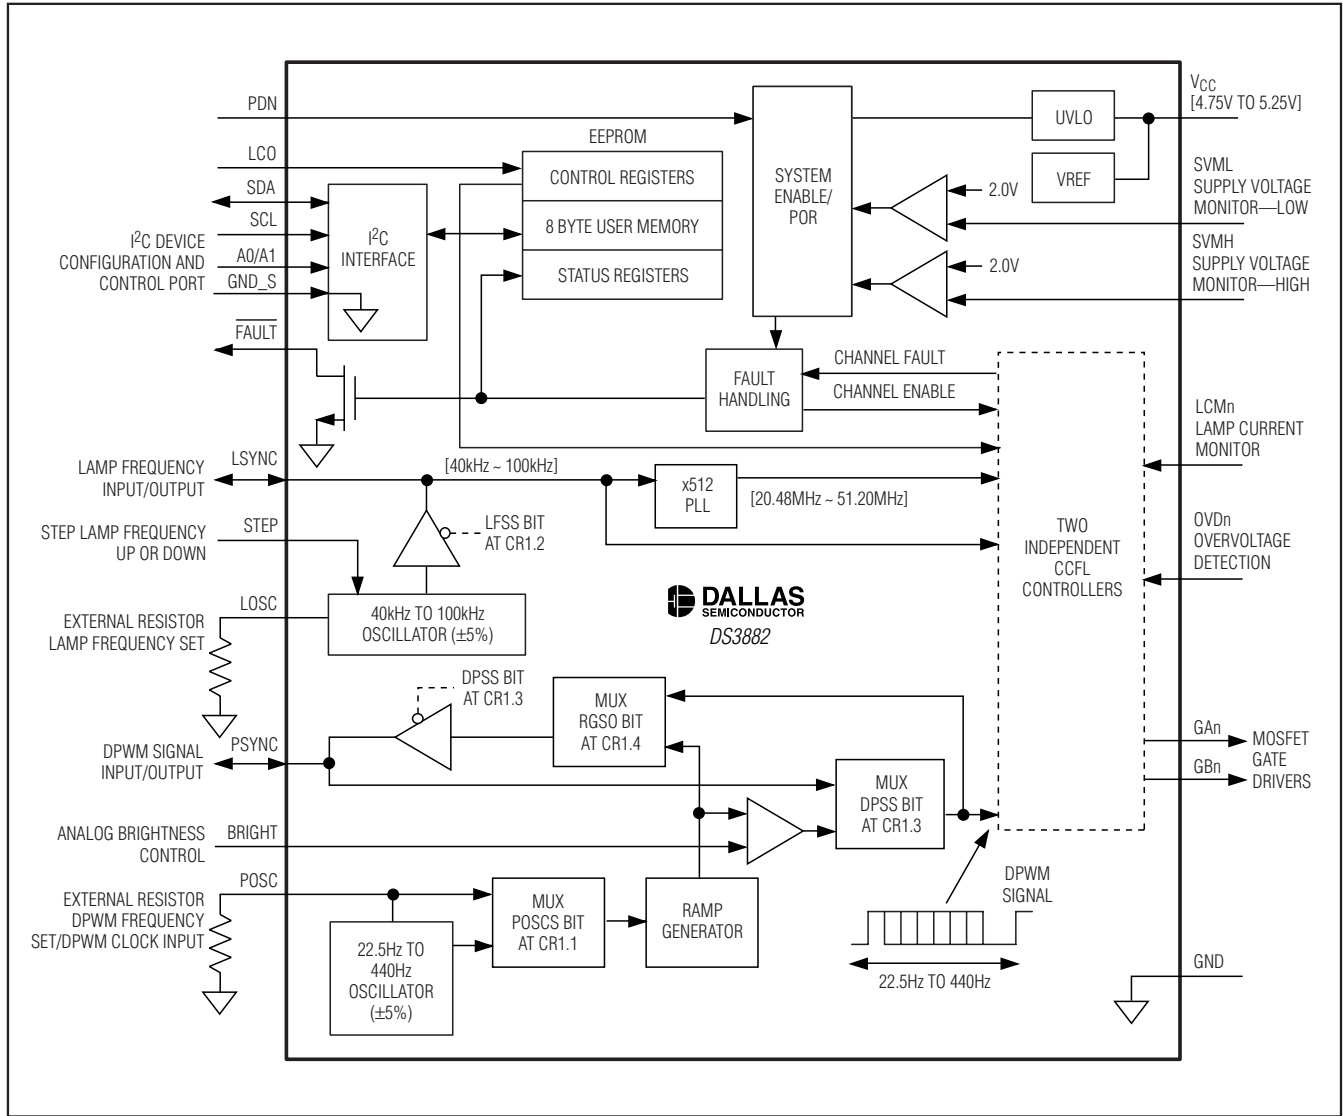 PDN
LCO
SDA
SCL
I²C DEVICE
CONFIGURATION AND
CONTROL PORT
A0/A1
GND_S
FAULT
I²C
INTERFACE
EEPROM
CONTROL REGISTERS
8 BYTE USER MEMORY
STATUS REGISTERS
SYSTEM
ENABLE/
POR
UVLO
VREF
2.0V
2.0V
VCC
[4.75V TO 5.25V]
SVML
SUPPLY VOLTAGE
MONITOR—LOW
SVMH
SUPPLY VOLTAGE
MONITOR—HIGH
FAULT
HANDLING
CHANNEL FAULT
CHANNEL ENABLE
LCMn
LAMP CURRENT
MONITOR
LAMP FREQUENCY
INPUT/OUTPUT
LSYNC
[40kHz ~ 100kHz]
x512
PLL
[20.48MHz ~ 51.20MHz]
STEP LAMP FREQUENCY
UP OR DOWN
STEP
LFSS BIT
AT CR1.2
TWO
INDEPENDENT
CCFL
CONTROLLERS
OVDn
OVERVOLTAGE
DETECTION
LOSC
EXTERNAL RESISTOR
LAMP FREQUENCY SET
40kHz TO 100kHz
OSCILLATOR (±5%)
DALLAS
SEMICONDUCTOR
DS3882
DPSS BIT
AT CR1.3
MUX
RGSO BIT
AT CR1.4
DPWM SIGNAL
INPUT/OUTPUT
PSYNC
MUX
DPSS BIT
AT CR1.3
GAn
GBn
MOSFET
GATE
DRIVERS
ANALOG BRIGHTNESS
CONTROL
BRIGHT
POSC
EXTERNAL RESISTOR
DPWM FREQUENCY
SET/DPWM CLOCK INPUT
22.5Hz TO
440Hz
OSCILLATOR
(±5%)
MUX
POSCS BIT
AT CR1.1
RAMP
GENERATOR
DPWM
SIGNAL
22.5Hz TO 440Hz
GND